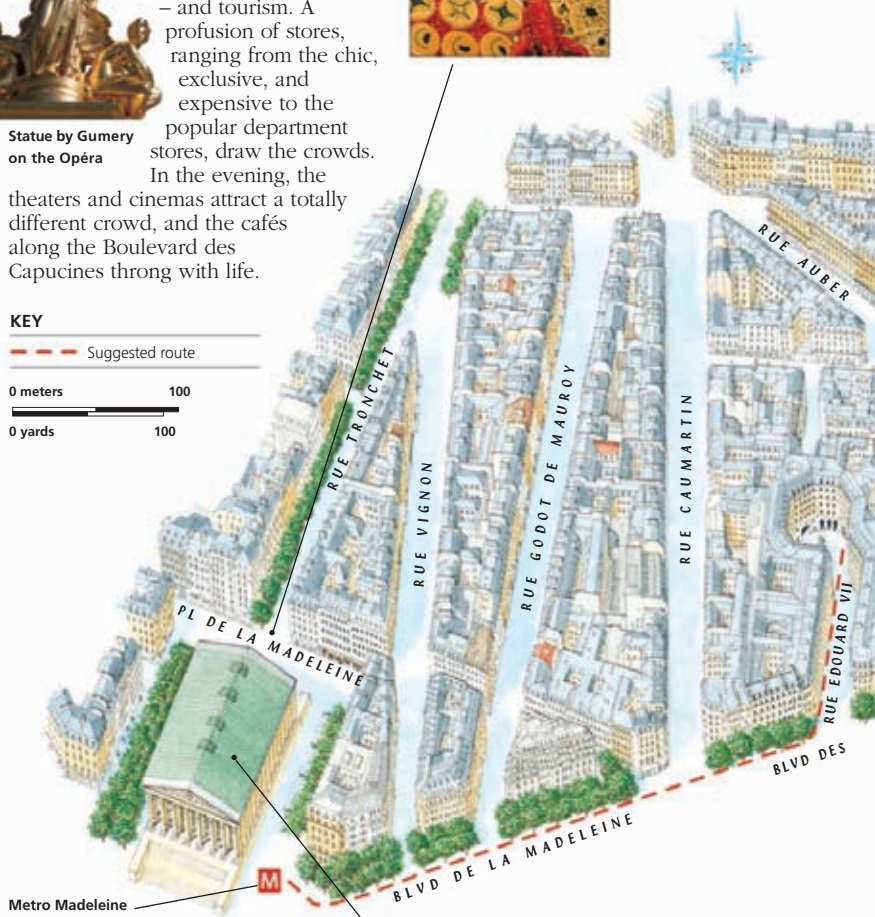 – and tourism. A
profusion of stores,
ranging from the chic,
exclusive, and
expensive to the
popular department
stores, draw the crowds.
In the evening, the
theaters and cinemas attract a totally
different crowd, and the cafés
along the Boulevard des
Capucines throng with life.
Statue by Gumery
on the Opéra
KEY
Suggested route
0 meters 100
0 yards 100
RUE AUBER
RUE TRONCHET
RUE VIGNON
RUE GODOT DE MAUROY
RUE CAUMARTIN
RUE EDOUARD VII
PL DE LA MADELEINE
BLVD DES
BLVD DE LA MADELEINE
M
Metro Madeleine